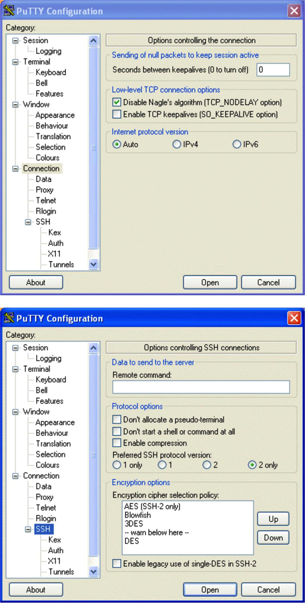 PuTTY Configuration
Category:
Session
Logging
Terminal
Keyboard
Bell
Features
Window
Appearance
Behaviour
Translation
Selection
Colours
Connection
Data
Proxy
Telnet
Rlogin
SSH
Kex
Auth
X11
Tunnels
Options controlling the connection
Sending of null packets to keep session active
Seconds between keepalives (0 to turn off) 0
Low-level TCP connection options
Disable Nagle's algorithm (TCP_NODELAY option)
Enable TCP keepalives (SO_KEEPALIVE option)
Internet protocol version
Auto IPv4 IPv6
About Open Cancel
PuTTY Configuration
Category:
Session
Logging
Terminal
Keyboard
Bell
Features
Window
Appearance
Behaviour
Translation
Selection
Colours
Connection
Data
Proxy
Telnet
Rlogin
SSH
Kex
Auth
X11
Tunnels
Options controlling SSH connections
Data to send to the server
Remote command:
Protocol options
Don't allocate a pseudo-terminal
Don't start a shell or command at all
Enable compression
Preferred SSH protocol version:
1 only 1 2 2 only
Encryption options
Encryption cipher selection policy:
AES (SSH-2 only)
Blowfish
3DES
-- warn below here --
DES
Up
Down
Enable legacy use of single-DES in SSH-2
About Open Cancel